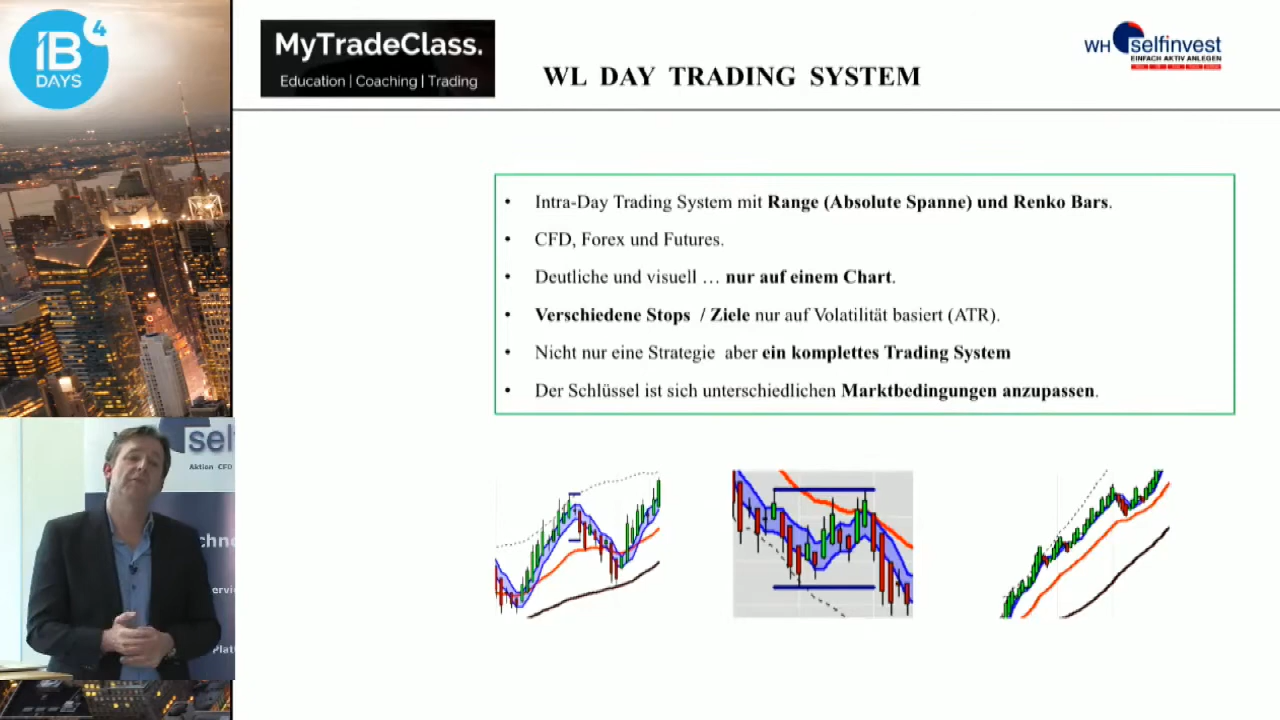 iB 4
DAYS
MyTradeClass.
Education | Coaching | Trading
WL DAY TRADING SYSTEM
WH selfinvest
EINFACH AKTIV ANLEGEN
• Intra-Day Trading System mit Range (Absolute Spanne) und Renko Bars.
• CFD, Forex und Futures.
• Deutliche und visuell … nur auf einem Chart.
• Verschiedene Stops / Ziele nur auf Volatilität basiert (ATR).
• Nicht nur eine Strategie aber ein komplettes Trading System
• Der Schlüssel ist sich unterschiedlichen Marktbedingungen anzupassen.
self
Aktien CFD